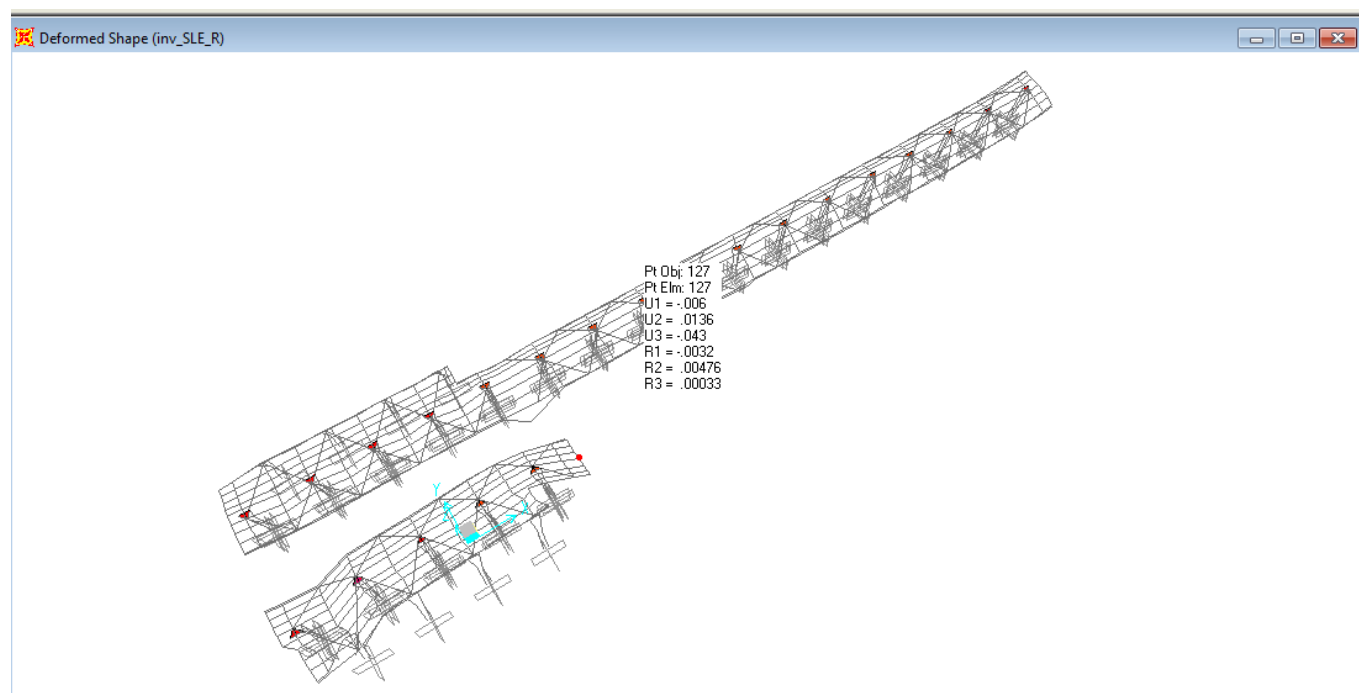 Deformed Shape (inv_SLE_R)
Pt Obj: 127
Pt Elm: 127
U1 = -.006
U2 = .0136
U3 = -.043
R1 = -.0032
R2 = .00476
R3 = .00033
Y